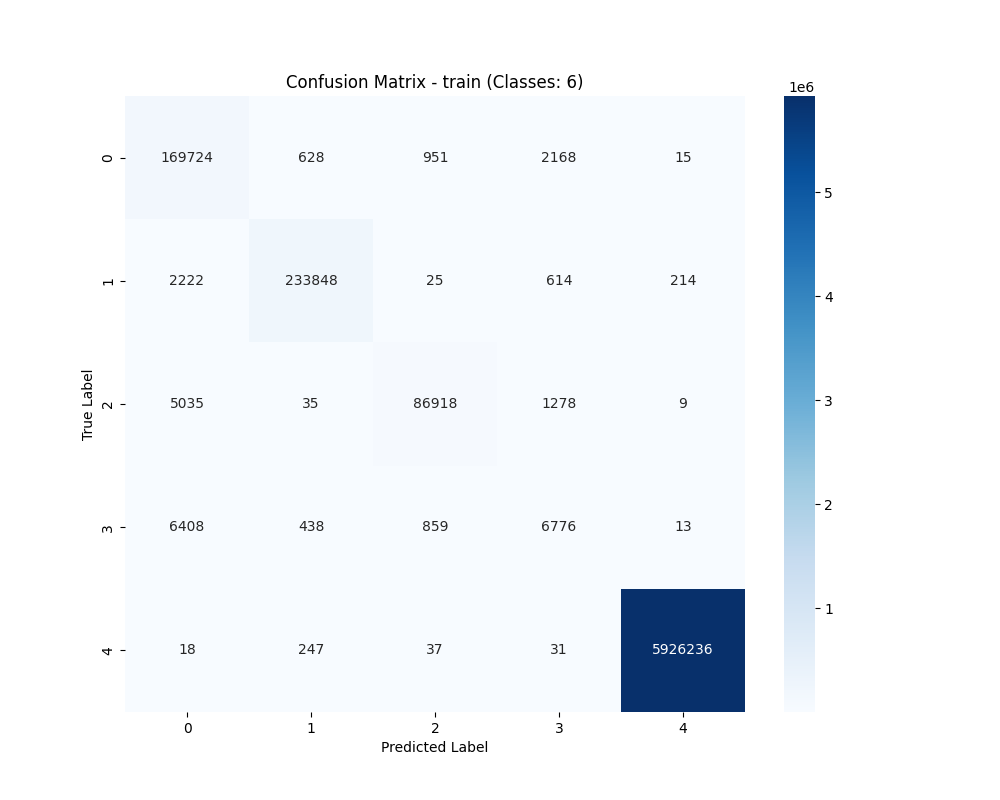 Confusion Matrix - train (Classes: 6)
1e6
0 169724 628 951 2168 15
1 2222 233848 25 614 214
2 5035 35 86918 1278 9
3 6408 438 859 6776 13
4 18 247 37 31 5926236
0 1 2 3 4
Predicted Label
True Label
5
4
3
2
1